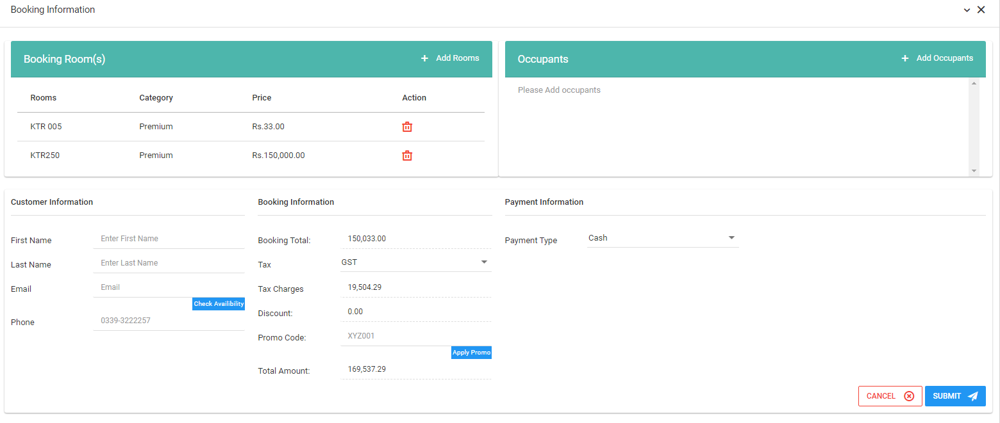 Booking Information
Booking Room(s)
Add Rooms
Rooms Category Price Action
KTR 005 Premium Rs.33.00
KTR250 Premium Rs.150,000.00
Occupants
Add Occupants
Please Add occupants
Customer Information
First Name Enter First Name
Last Name Enter Last Name
Email Email
Check Availibility
Phone 0339-3222257
Booking Information
Booking Total: 150,033.00
Tax GST
Tax Charges 19,504.29
Discount: 0.00
Promo Code: XYZ001
Apply Promo
Total Amount: 169,537.29
Payment Information
Payment Type Cash
CANCEL
SUBMIT